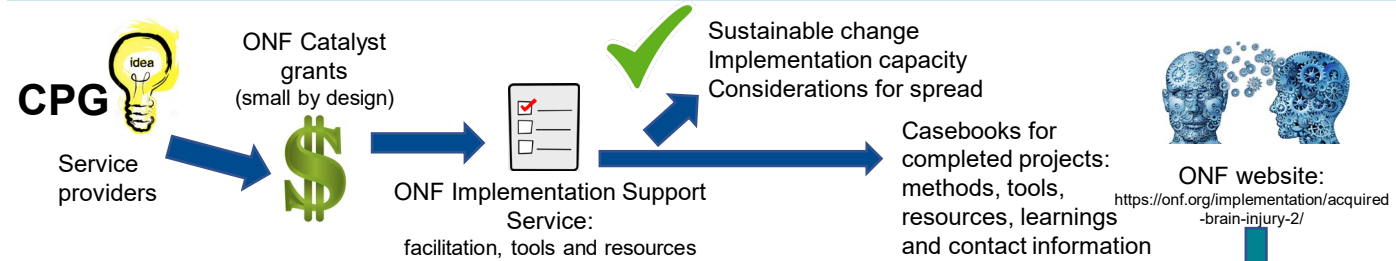 CPG
idea
Service
providers
ONF Catalyst
grants
(small by design)
ONF Implementation Support
Service:
facilitation, tools and resources
Sustainable change
Implementation capacity
Considerations for spread
Casebooks for
completed projects:
methods, tools,
resources, learnings
and contact information
ONF website:
https://onf.org/implementation/acquired
-brain-injury-2/